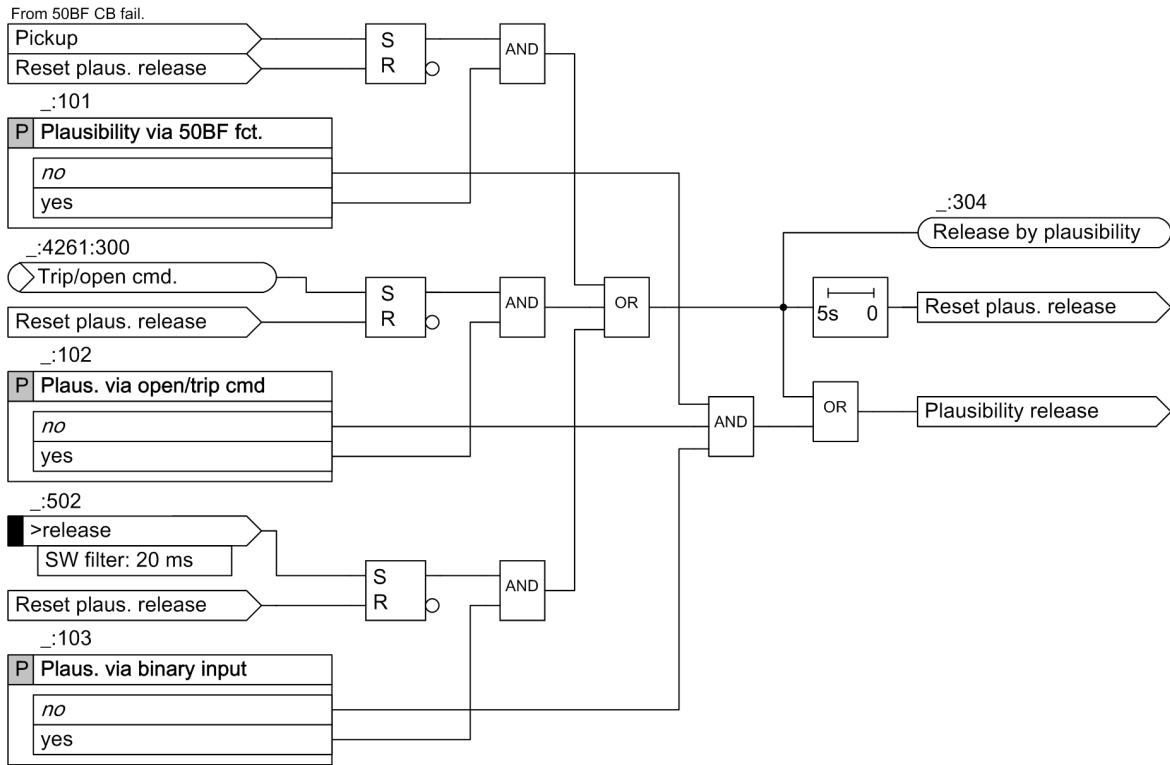 From 50BF CB fail.
Pickup
Reset plaus. release
S
R
AND
_:101
P Plausibility via 50BF fct.
no
yes
_:4261:300
Trip/open cmd.
Reset plaus. release
S
R
AND
OR
_:102
P Plaus. via open/trip cmd
no
yes
_:502
>release
SW filter: 20 ms
Reset plaus. release
S
R
AND
_:103
P Plaus. via binary input
no
yes
AND
_:304
Release by plausibility
5s 0
Reset plaus. release
OR
Plausibility release